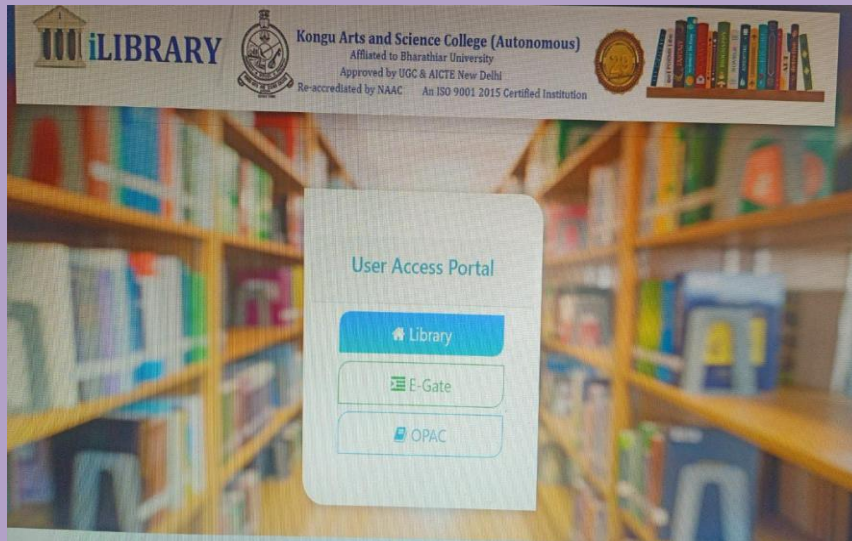 iLIBRARY
Kongu Arts and Science College (Autonomous)
Affliated to Bharathiar University
Approved by UGC & AICTE New Delhi
Re-accrediated by NAAC An ISO 9001 2015 Certified Institution
User Access Portal
Library
E-Gate
OPAC